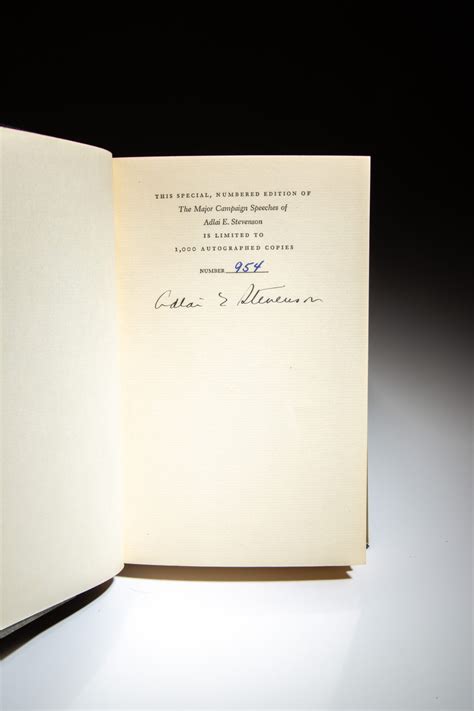 THIS SPECIAL, NUMBERED EDITION OF
The Major Campaign Speeches of
Adlai E. Stevenson
IS LIMITED TO
1,000 AUTOGRAPHED COPIES
NUMBER 954
Adlai E Stevenson